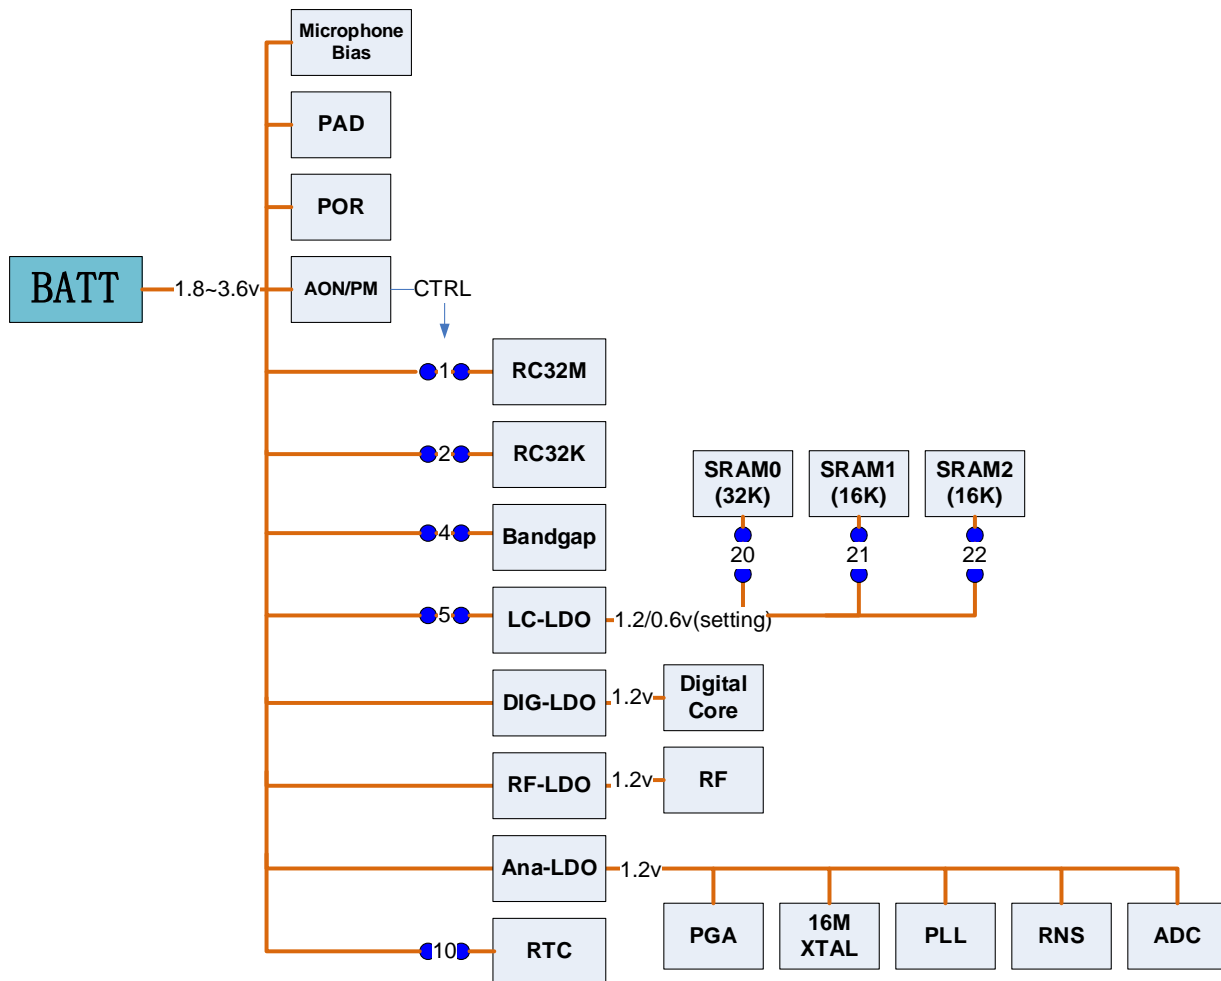 Microphone
Bias
PAD
POR
BATT
1.8~3.6v
AON/PM
CTRL
1
RC32M
2
RC32K
SRAM0
(32K)
SRAM1
(16K)
SRAM2
(16K)
4
Bandgap
20
21
22
5
LC-LDO
1.2/0.6v(setting)
DIG-LDO
1.2v
Digital
Core
RF-LDO
1.2v
RF
Ana-LDO
1.2v
PGA
16M
XTAL
PLL
RNS
ADC
10
RTC